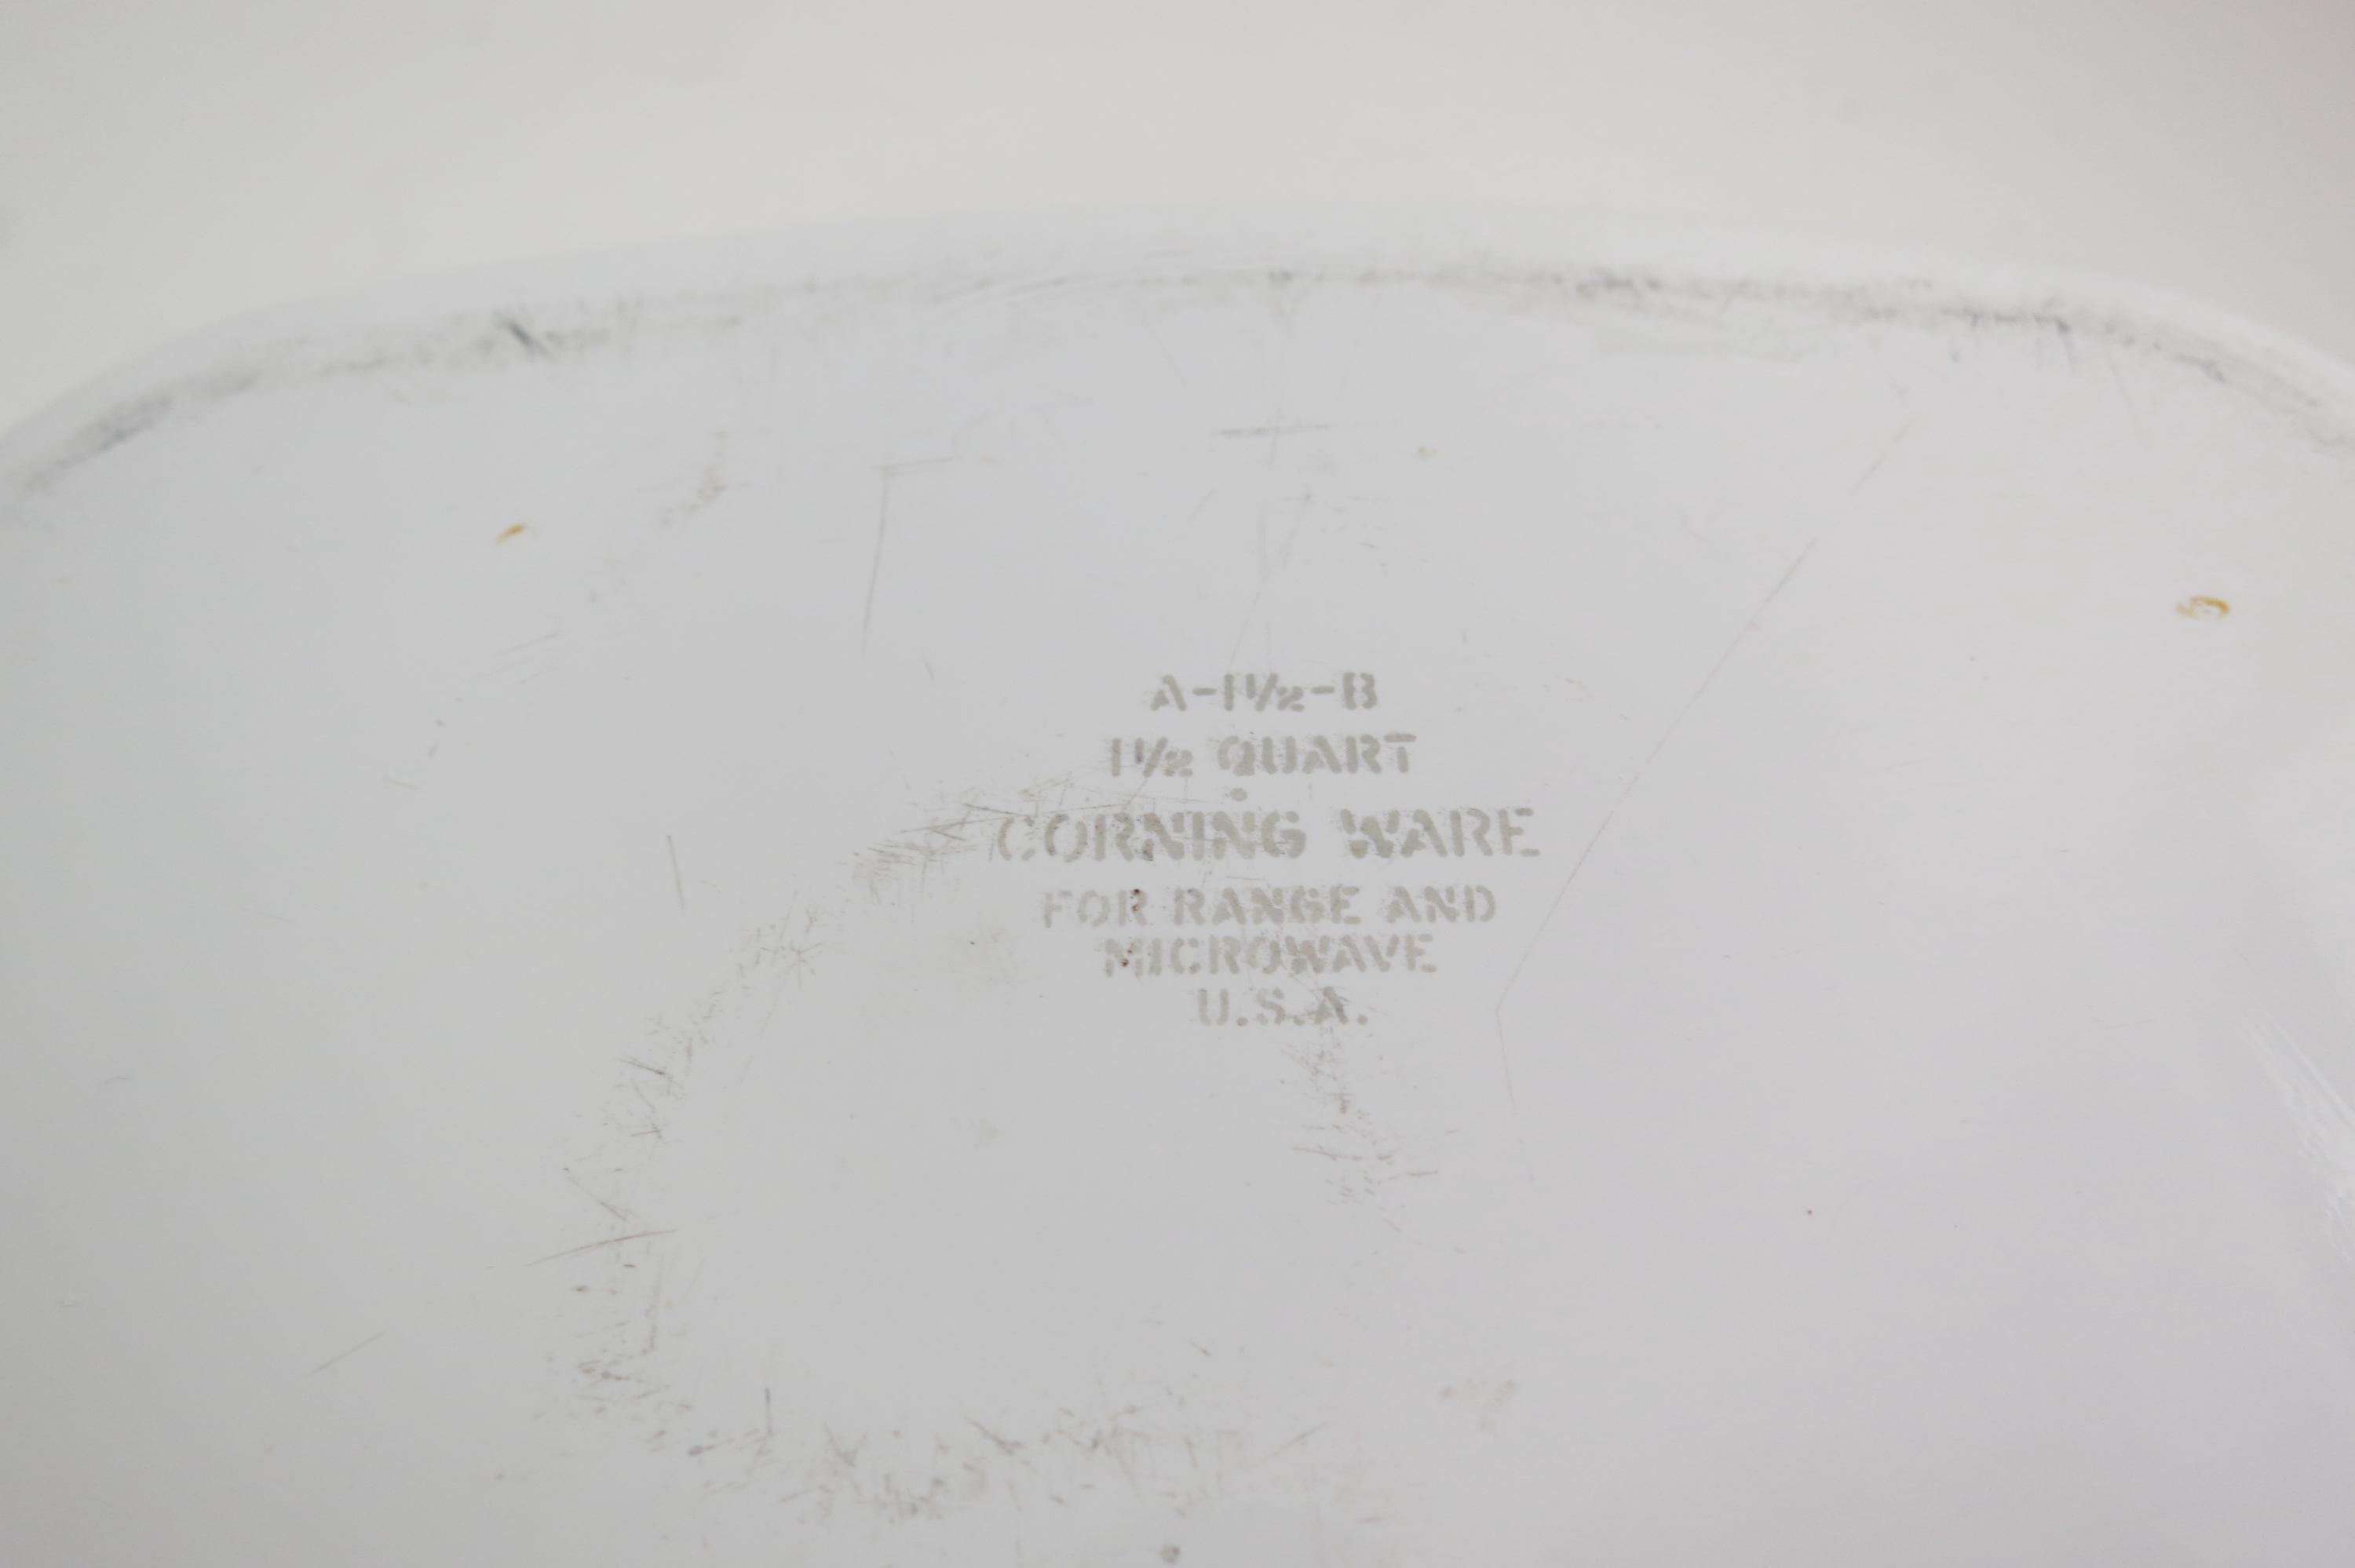 A-1½-B
1½ QUART
CORNING WARE
FOR RANGE AND
MICROWAVE
U.S.A.